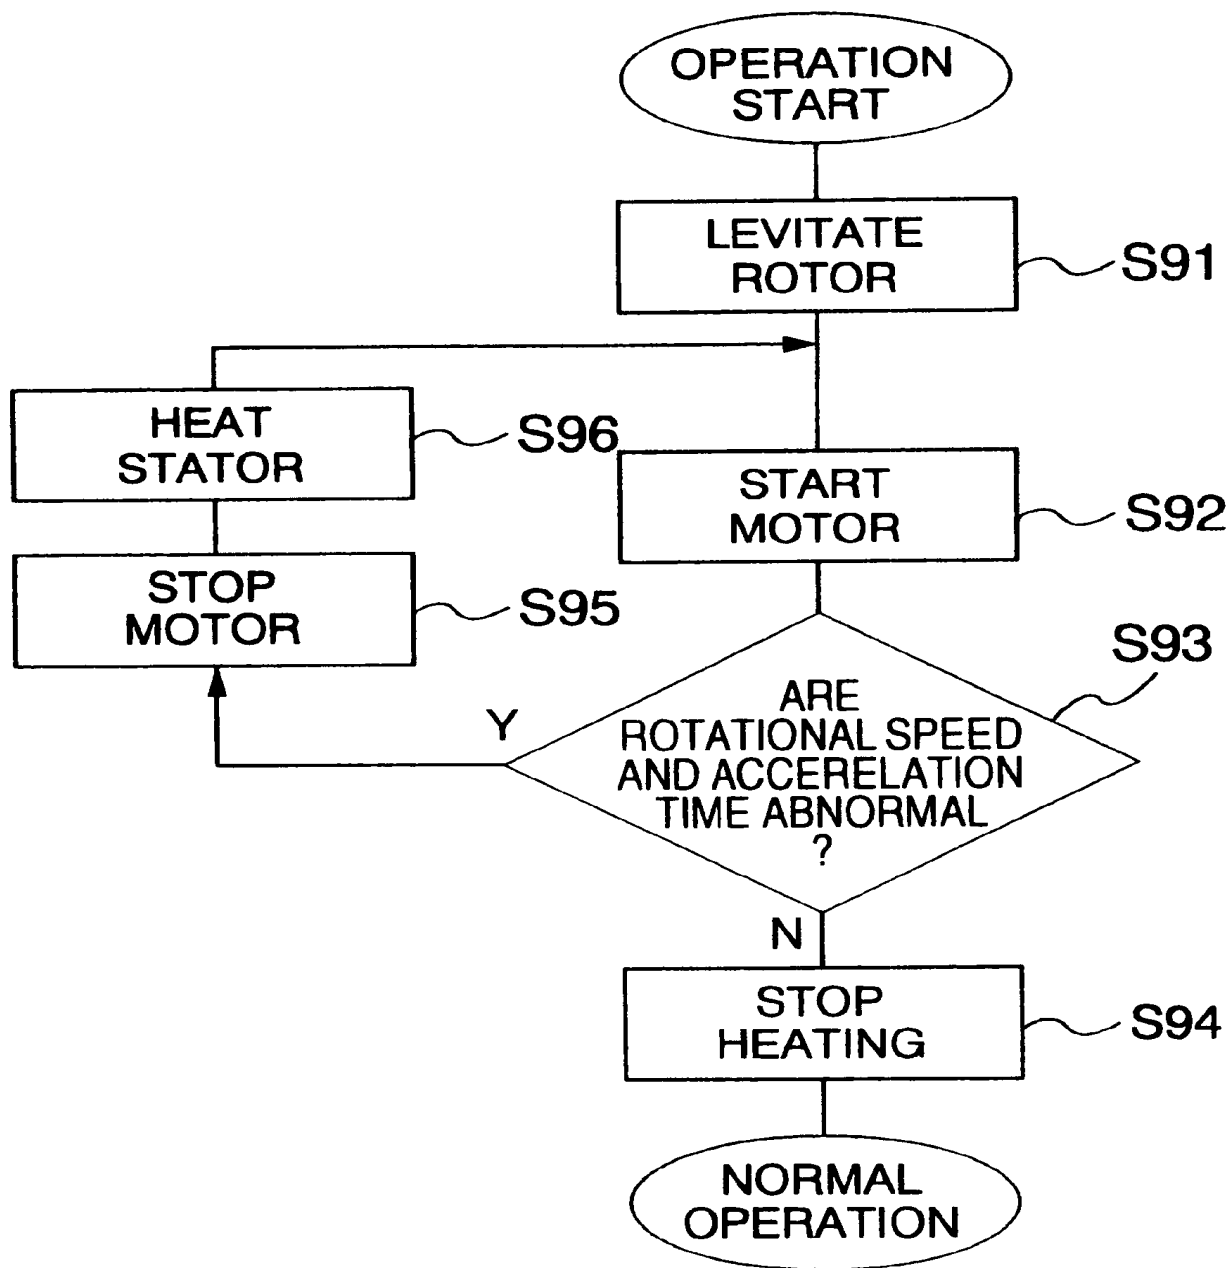 OPERATION
START
LEVITATE
ROTOR
S91
HEAT
STATOR
S96
START
MOTOR
S92
STOP
MOTOR
S95
S93
ARE
ROTATIONAL SPEED
AND ACCERELATION
TIME ABNORMAL
?
Y
N
STOP
HEATING
S94
NORMAL
OPERATION